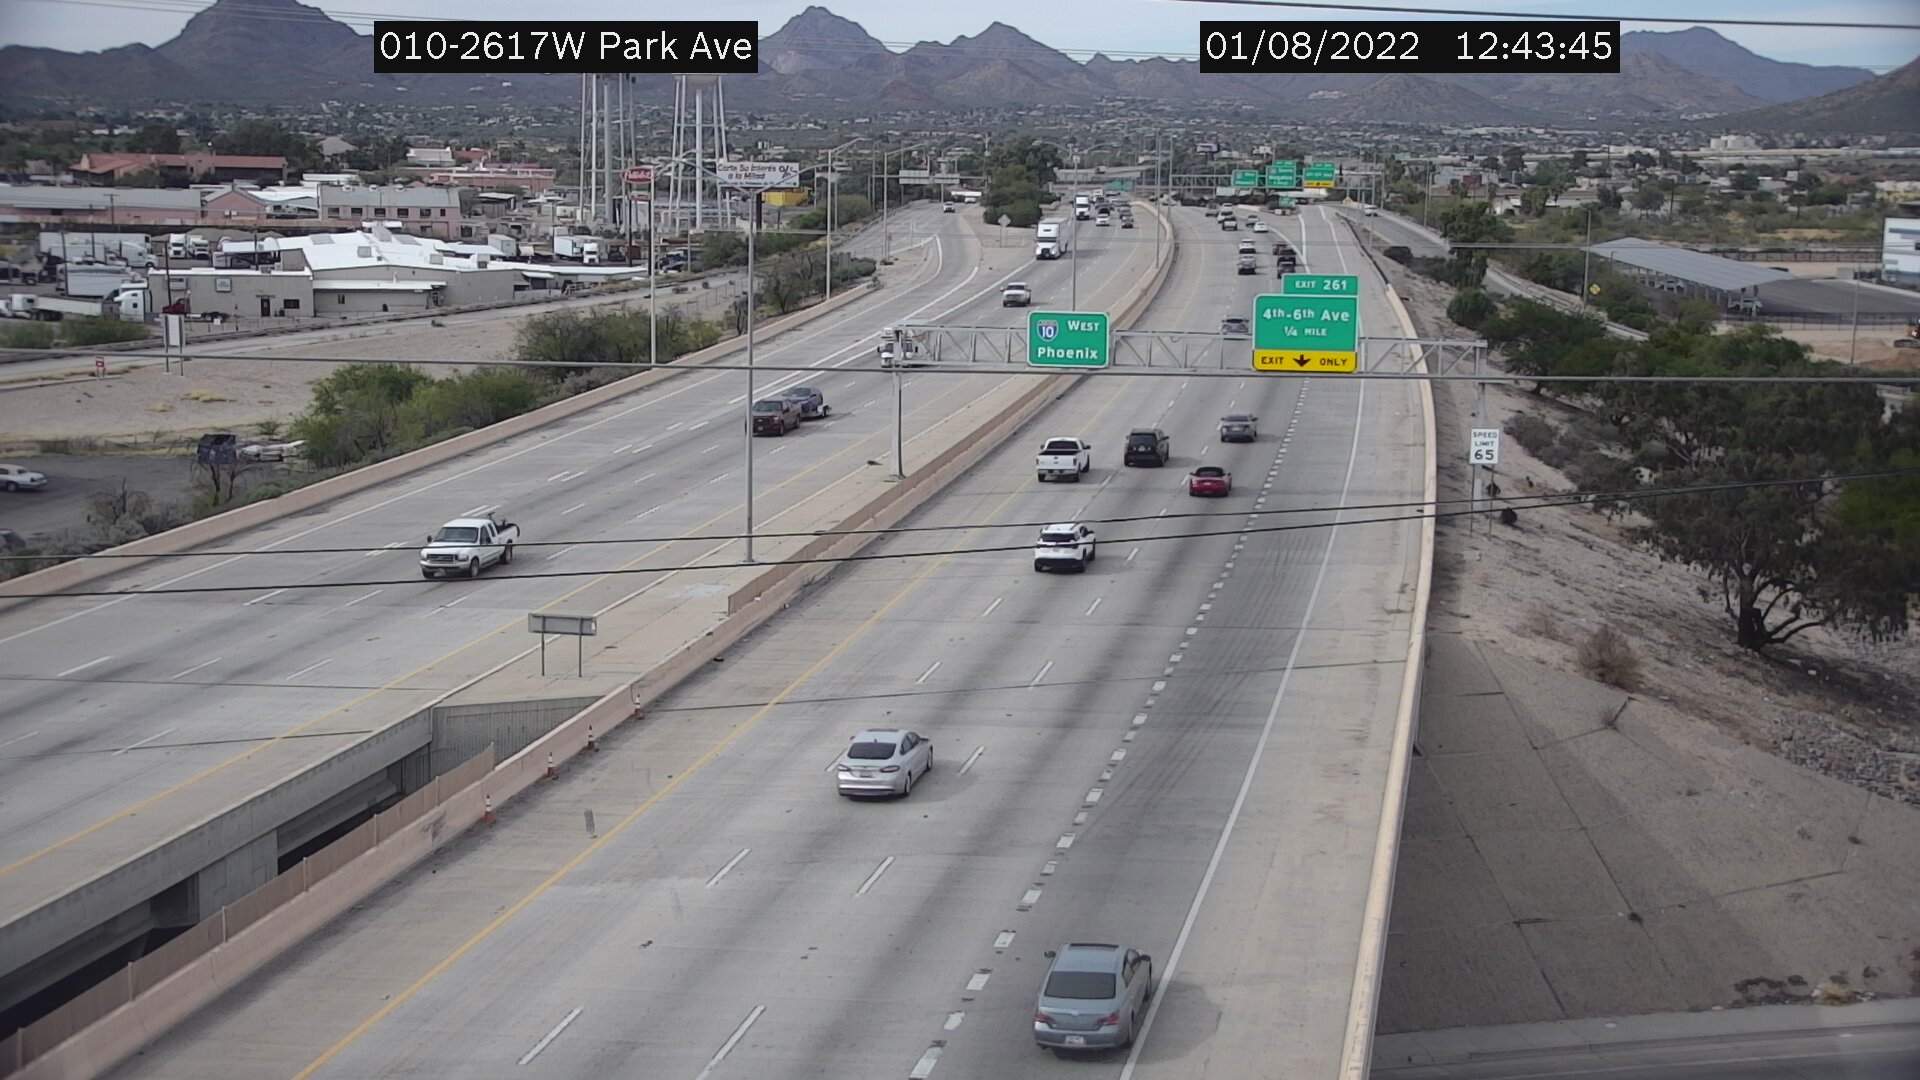 010-2617W Park Ave
01/08/2022 12:43:45
EXIT 261
4th-6th Ave
¼ MILE
EXIT ONLY
10
WEST
Phoenix
SPEED
LIMIT
65